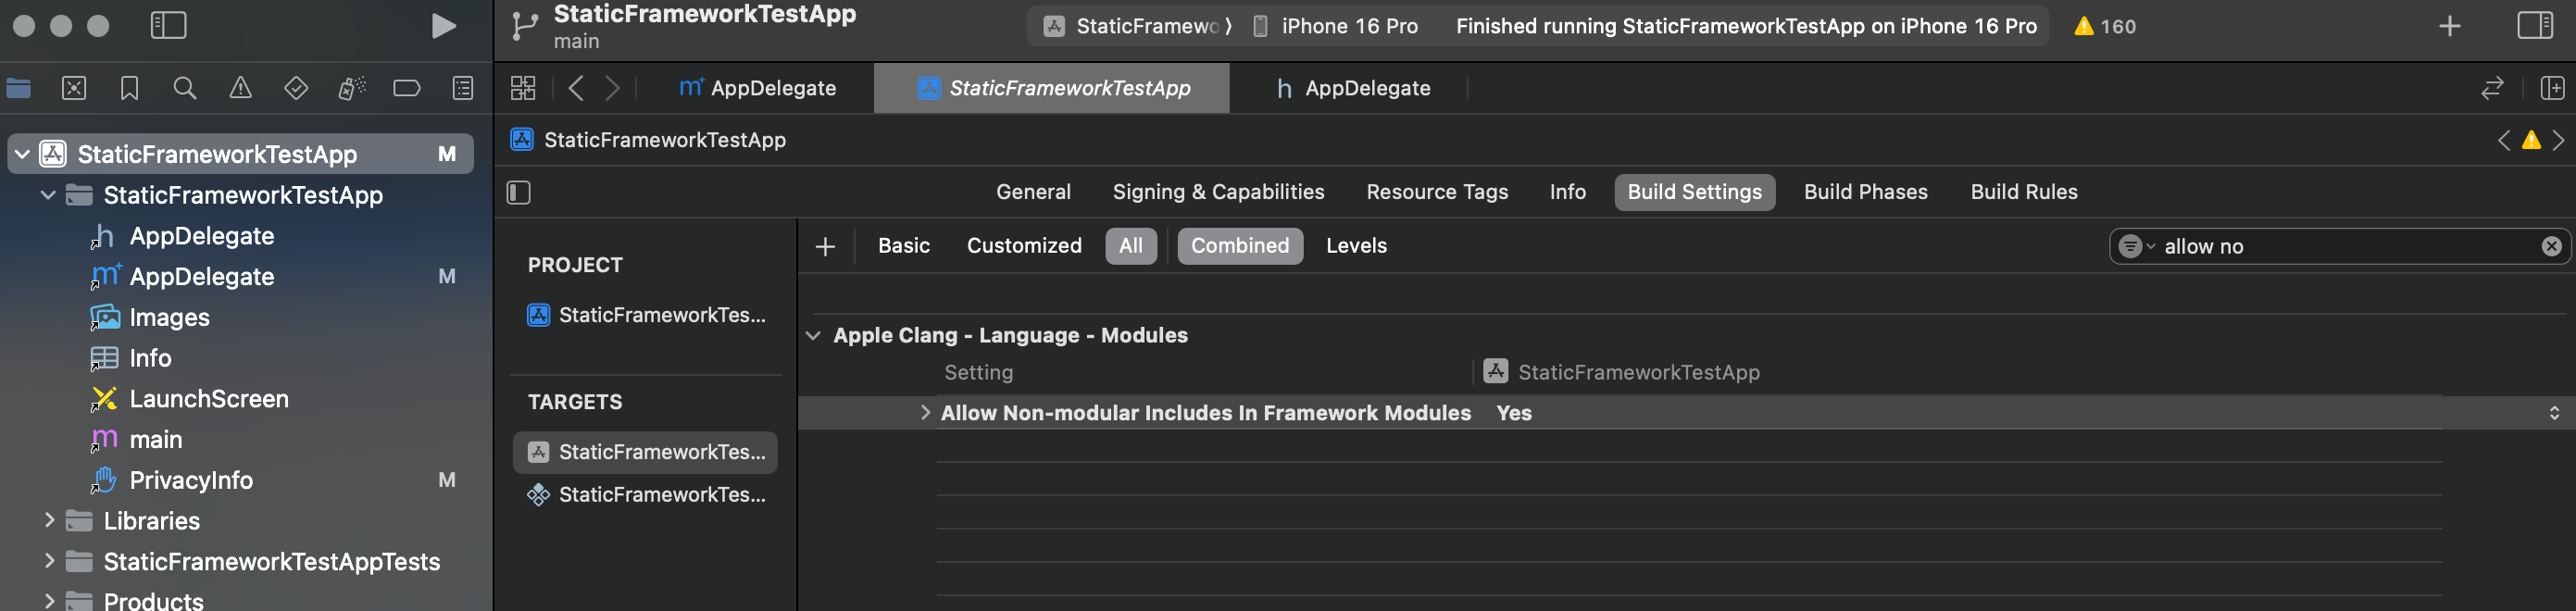 StaticFrameworkTestApp
main
StaticFramewo iPhone 16 Pro Finished running StaticFrameworkTestApp on iPhone 16 Pro 160
AppDelegate StaticFrameworkTestApp AppDelegate
StaticFrameworkTestApp
General Signing & Capabilities Resource Tags Info Build Settings Build Phases Build Rules
Basic Customized All Combined Levels allow no
StaticFrameworkTestApp M
StaticFrameworkTestApp
AppDelegate
AppDelegate M
Images
Info
LaunchScreen
main
PrivacyInfo M
Libraries
StaticFrameworkTestAppTests
Products
PROJECT
StaticFrameworkTes...
TARGETS
StaticFrameworkTes...
StaticFrameworkTes...
Apple Clang - Language - Modules
Setting StaticFrameworkTestApp
Allow Non-modular Includes In Framework Modules Yes